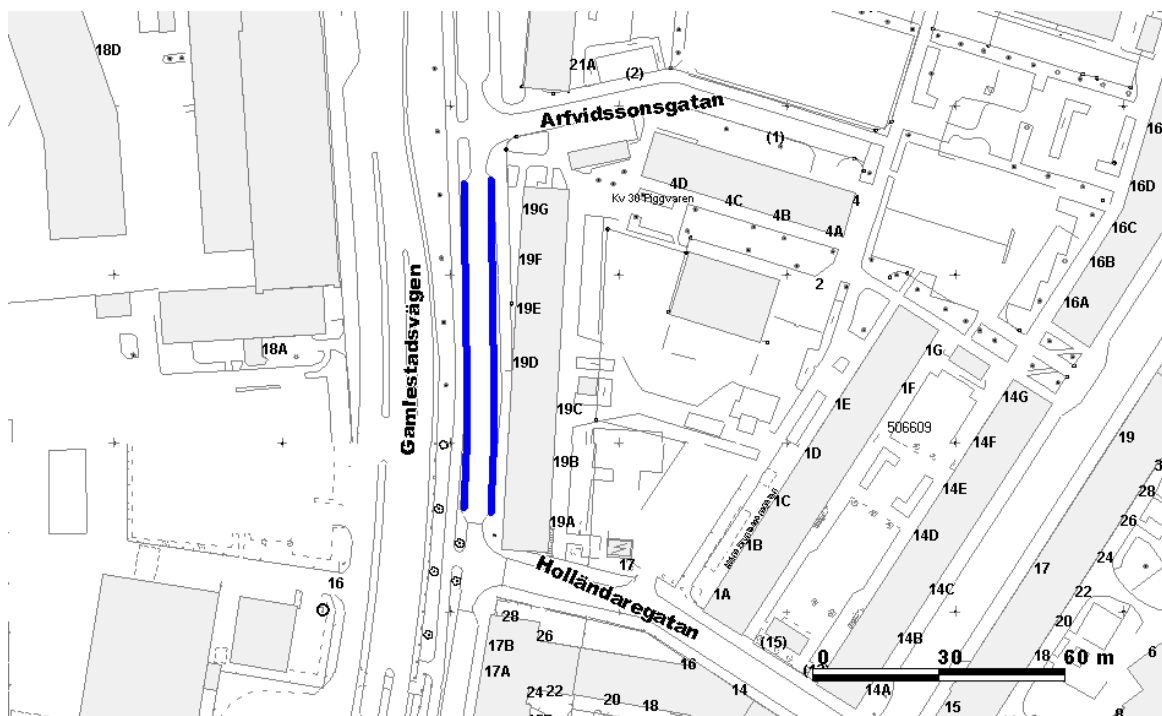 18D
21A
(2)
Arfvidssonsgatan
(1)
16
4D
4C
4B
4A
4
Kv 30 Piggvaren
16D
16C
16B
16A
19G
19F
19E
19D
19C
19B
19A
2
Gamlestadsvägen
18A
1G
1F
1E
1D
1C
1B
1A
506609
14G
14F
14E
14D
14C
14B
14A
19
3
28
26
24
22
20
18
17
15
6
8
16
17
Holländaregatan
(15)
28
26
17B
17A
16
14
24
22
20
18
0 30 60 m